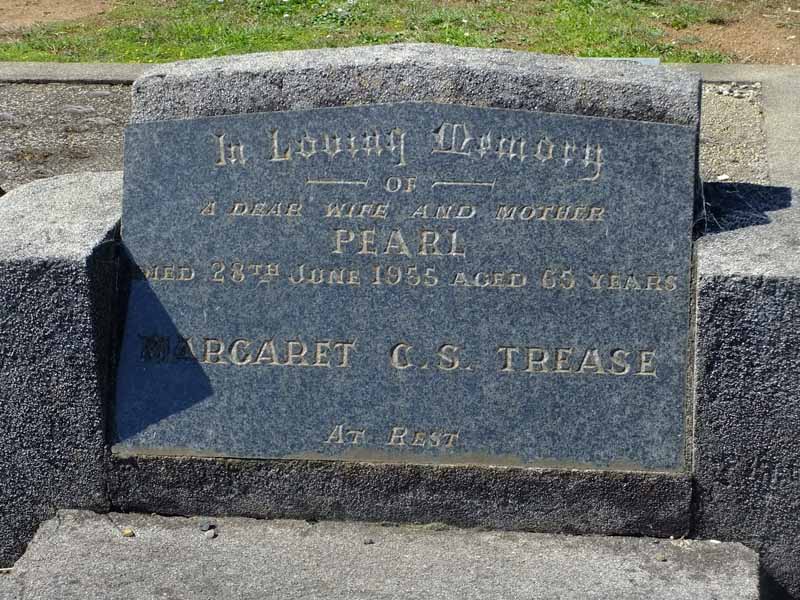 In Loving Memory
OF
A DEAR WIFE AND MOTHER
PEARL
DIED 28TH JUNE 1955 AGED 65 YEARS
MARGARET C.S. TREASE
AT REST